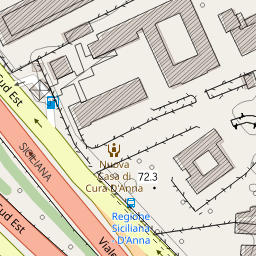 Sud Est
SICILIANA
Nuova
Casa di
Cura D'Anna
72.3
Regione
Siciliana
D'Anna
Sud Est
Viale